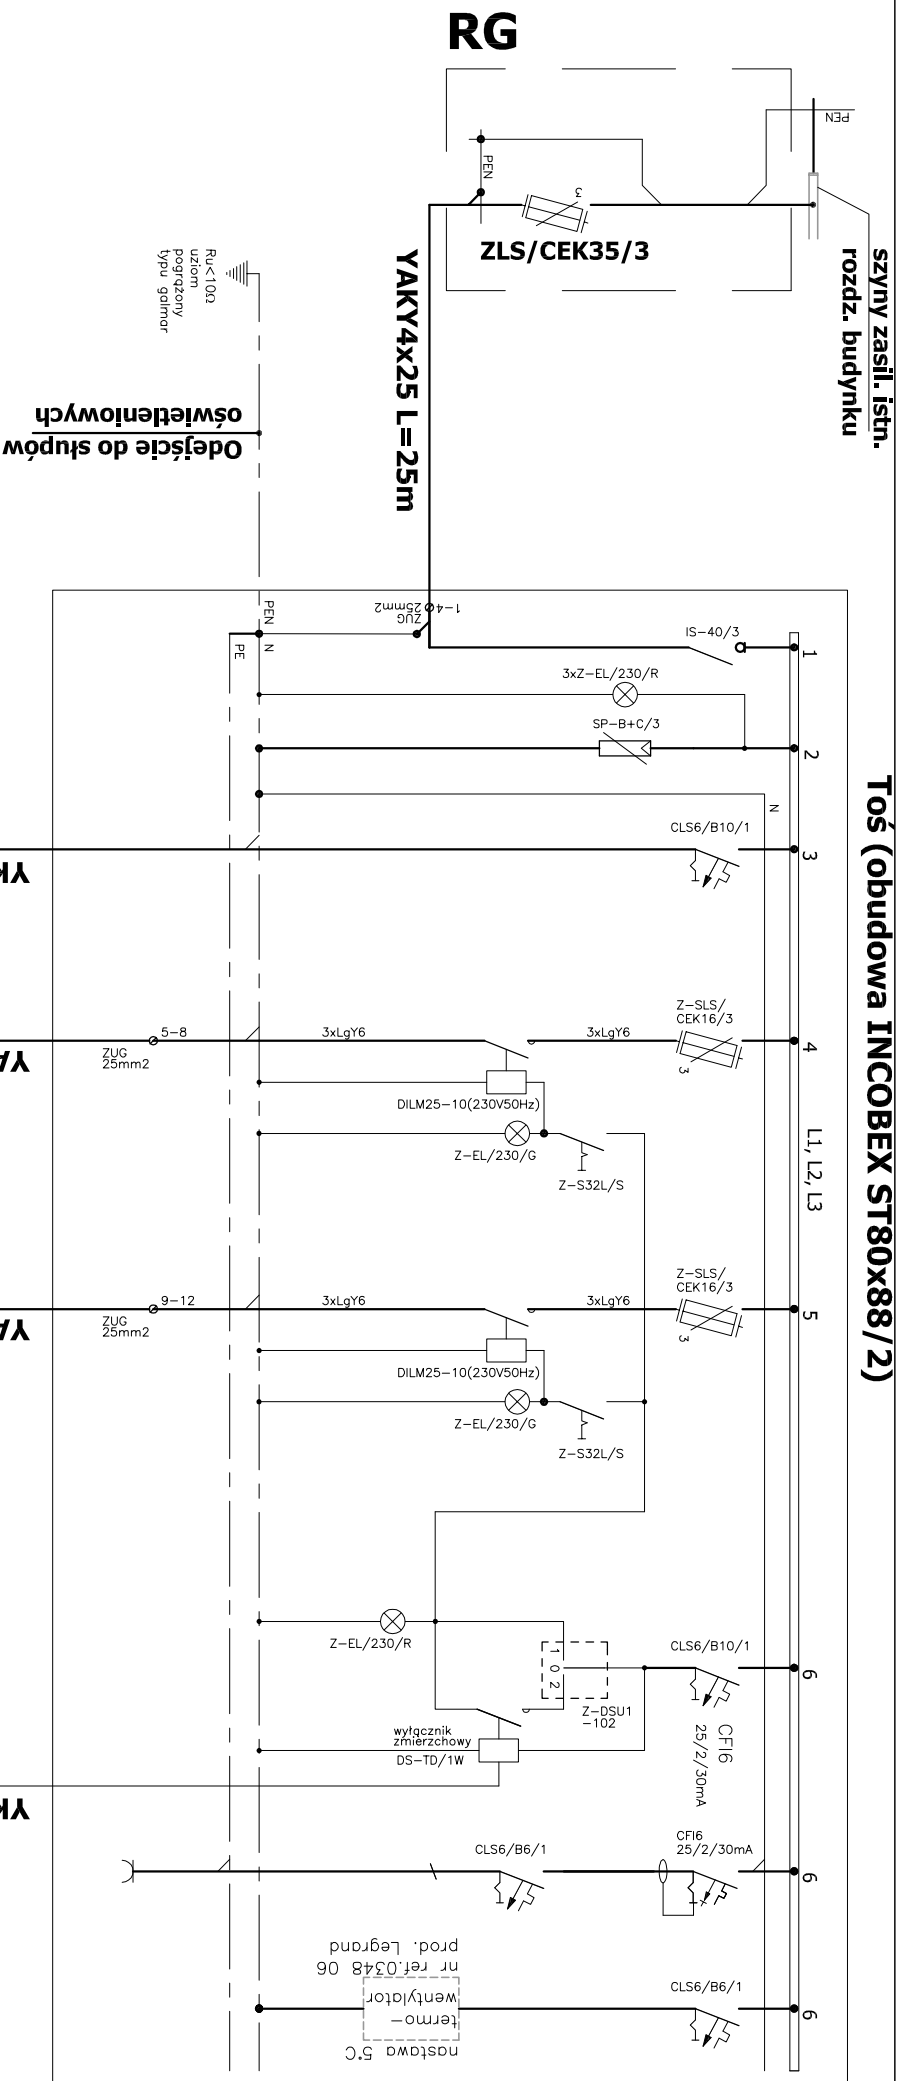 RG
PEN
PEN
3
ZLS/CEK35/3
szyny zasil. istn.
rozdz. budynku
YAKY4x25 L=25m
Ru<10Ω
uziom
pogrążony
typu galmar
Odejście do słupów
oświetleniowych
Toś (obudowa INCOBEX ST80x88/2)
1-4
ZUG
25mm2
PEN
N
PE
IS-40/3
1
3xZ-EL/230/R
SP-B+C/3
2
N
CLS6/B10/1
3
Z-SLS/
CEK16/3
3
4
5-8
ZUG
25mm2
3xLgY6
3xLgY6
DILM25-10(230V50Hz)
Z-EL/230/G
Z-S32L/S
L1, L2, L3
Z-SLS/
CEK16/3
3
5
9-12
ZUG
25mm2
3xLgY6
3xLgY6
DILM25-10(230V50Hz)
Z-EL/230/G
Z-S32L/S
Z-EL/230/R
1 0 2
Z-DSU1
-102
CLS6/B10/1
6
CFI6
25/2/30mA
wyłącznik
zmierzchowy
DS-TD/1W
CLS6/B6/1
CFI6
25/2/30mA
6
nastawa 5°C
termo-
wentylator
nr ref.0348 06
prod. Legrand
CLS6/B6/1
6